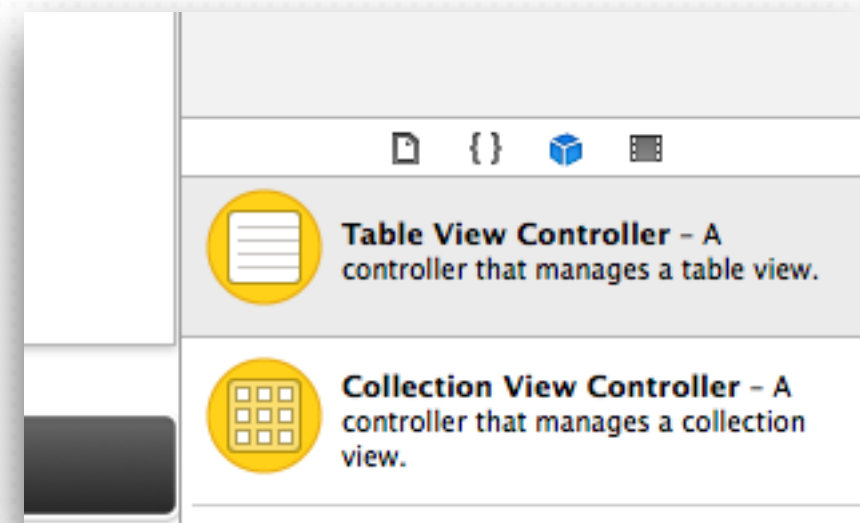 { }
Table View Controller – A
controller that manages a table view.
Collection View Controller – A
controller that manages a collection
view.